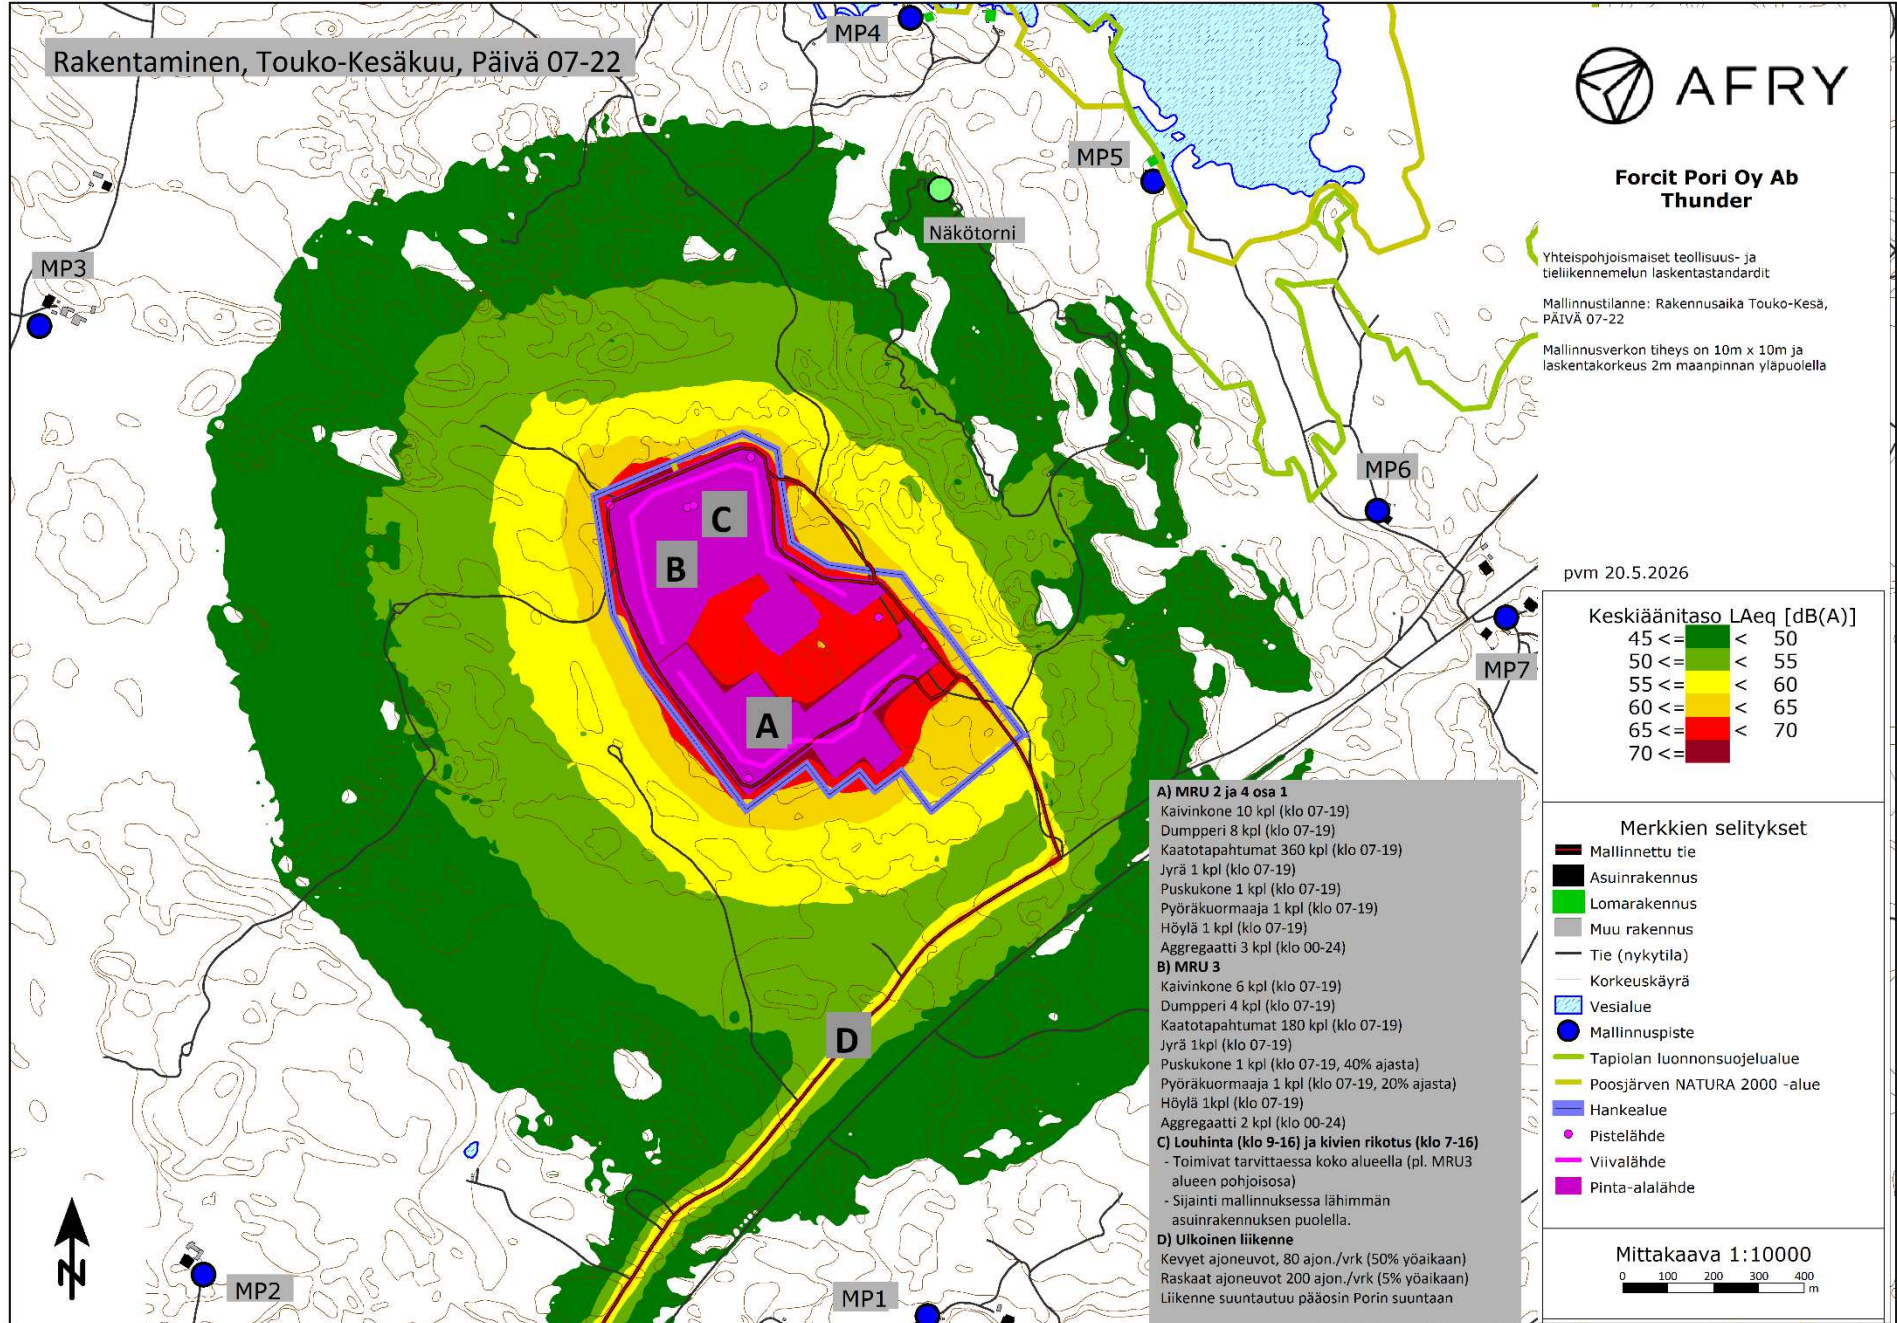 Rakentaminen, Touko-Kesäkuu, Päivä 07-22
MP4
MP5
Näkötorni
MP3
MP6
MP7
C
B
A
D
MP2
MP1
N
A) MRU 2 ja 4 osa 1
Kaivinkone 10 kpl (klo 07-19)
Dumpperi 8 kpl (klo 07-19)
Kaatotapahtumat 360 kpl (klo 07-19)
Jyrä 1 kpl (klo 07-19)
Puskukone 1 kpl (klo 07-19)
Pyöräkuormaaja 1 kpl (klo 07-19)
Höylä 1 kpl (klo 07-19)
Aggregaatti 3 kpl (klo 00-24)
B) MRU 3
Kaivinkone 6 kpl (klo 07-19)
Dumpperi 4 kpl (klo 07-19)
Kaatotapahtumat 180 kpl (klo 07-19)
Jyrä 1kpl (klo 07-19)
Puskukone 1 kpl (klo 07-19, 40% ajasta)
Pyöräkuormaaja 1 kpl (klo 07-19, 20% ajasta)
Höylä 1kpl (klo 07-19)
Aggregaatti 2 kpl (klo 00-24)
C) Louhinta (klo 9-16) ja kivien rikotus (klo 7-16)
- Toimivat tarvittaessa koko alueella (pl. MRU3
alueen pohjoisosa)
- Sijainti mallinnuksessa lähimmän
asuinrakennuksen puolella.
D) Ulkoinen liikenne
Kevyet ajoneuvot, 80 ajon./vrk (50% yöaikaan)
Raskaat ajoneuvot 200 ajon./vrk (5% yöaikaan)
Liikenne suuntautuu pääosin Porin suuntaan
AFRY
Forcit Pori Oy Ab
Thunder
Yhteispohjoismaiset teollisuus- ja
tieliikennemelun laskentastandardit
Mallinnustilanne: Rakennusaika Touko-Kesä,
PÄIVÄ 07-22
Mallinnusverkon tiheys on 10m x 10m ja
laskentakorkeus 2m maanpinnan yläpuolella
pvm 20.5.2026
Keskiäänitaso LAeq [dB(A)]
45 <= < 50
50 <= < 55
55 <= < 60
60 <= < 65
65 <= < 70
70 <=
Merkkien selitykset
Mallinnettu tie
Asuinrakennus
Lomarakennus
Muu rakennus
Tie (nykytila)
Korkeuskäyrä
Vesialue
Mallinnuspiste
Tapiolan luonnonsuojelualue
Poosjärven NATURA 2000 -alue
Hankealue
Pistelähde
Viivalähde
Pinta-alalähde
Mittakaava 1:10000
0 100 200 300 400
m